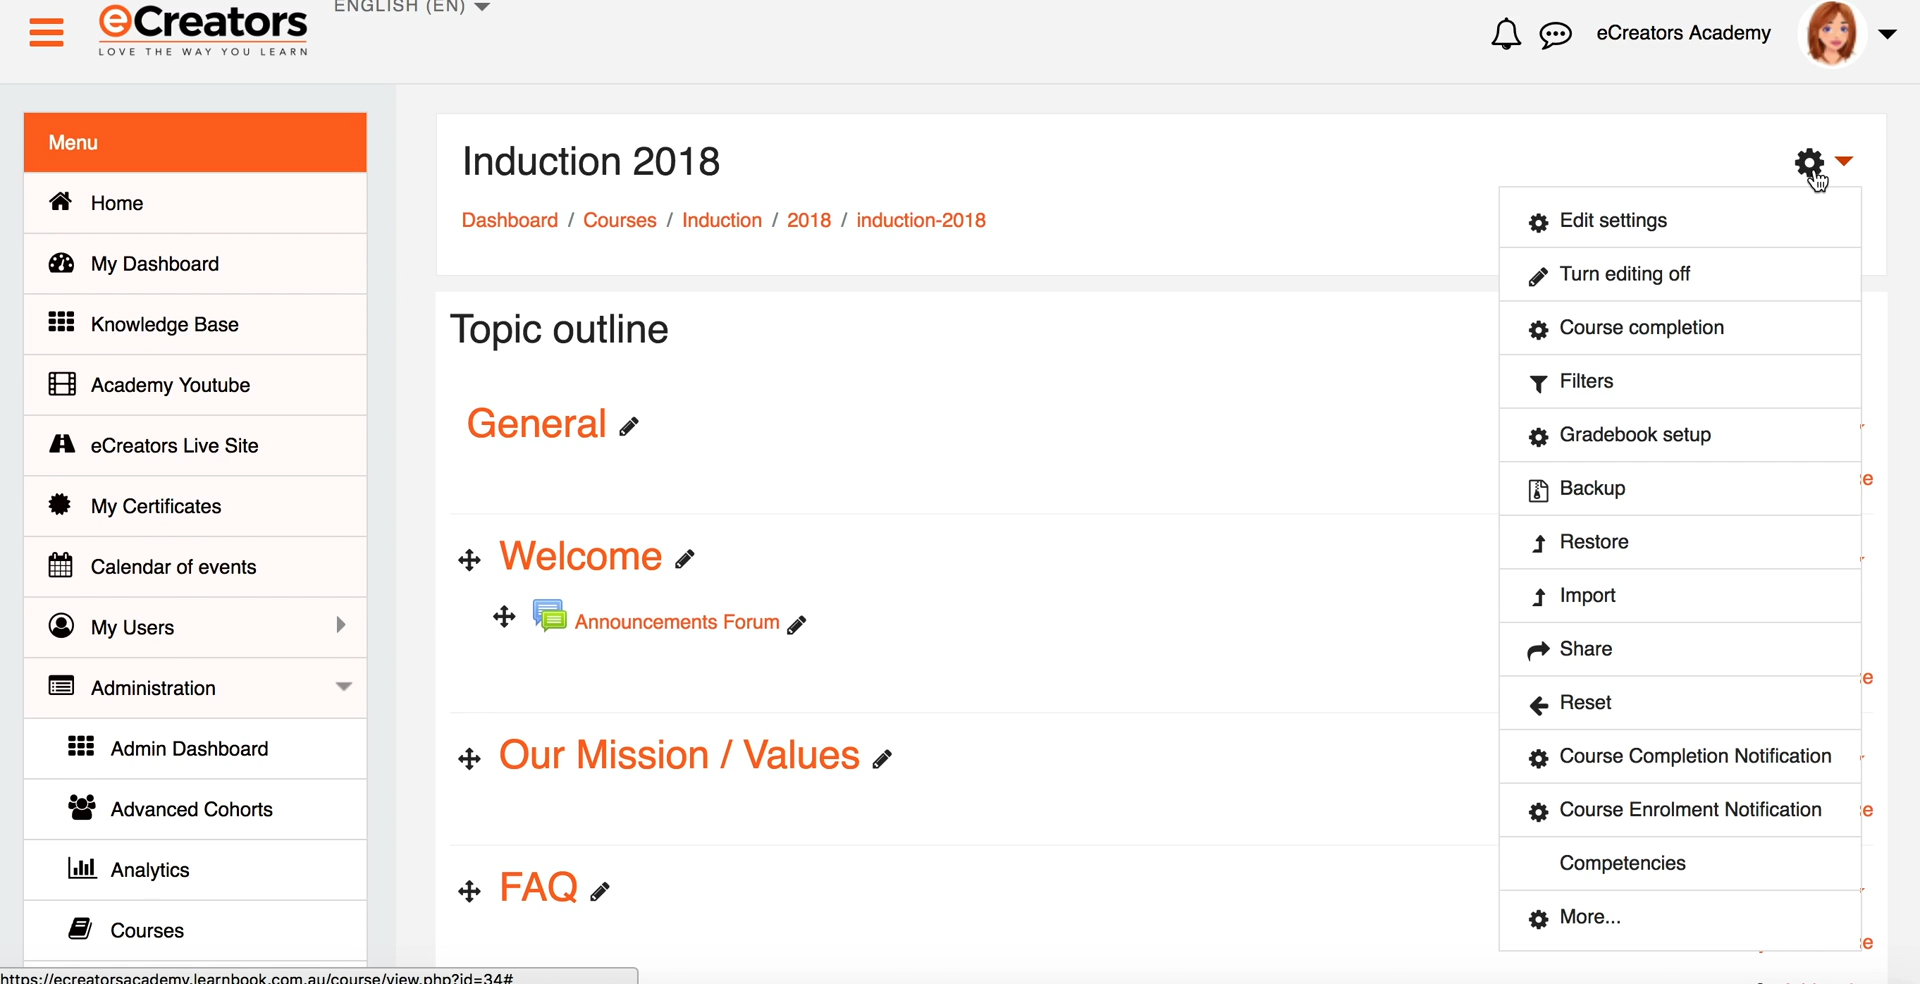 ENGLISH (EN)
eCreators
LOVE THE WAY YOU LEARN
eCreators Academy
Menu
Home
My Dashboard
Knowledge Base
Academy Youtube
eCreators Live Site
My Certificates
Calendar of events
My Users
Administration
Admin Dashboard
Advanced Cohorts
Analytics
Courses
Induction 2018
Dashboard / Courses / Induction / 2018 / induction-2018
Topic outline
General
Welcome
Announcements Forum
Our Mission / Values
FAQ
Edit settings
Turn editing off
Course completion
Filters
Gradebook setup
Backup
Restore
Import
Share
Reset
Course Completion Notification
Course Enrolment Notification
Competencies
More...
https://ecreatorsacademy.learnbook.com.au/course/view.php?id=34#